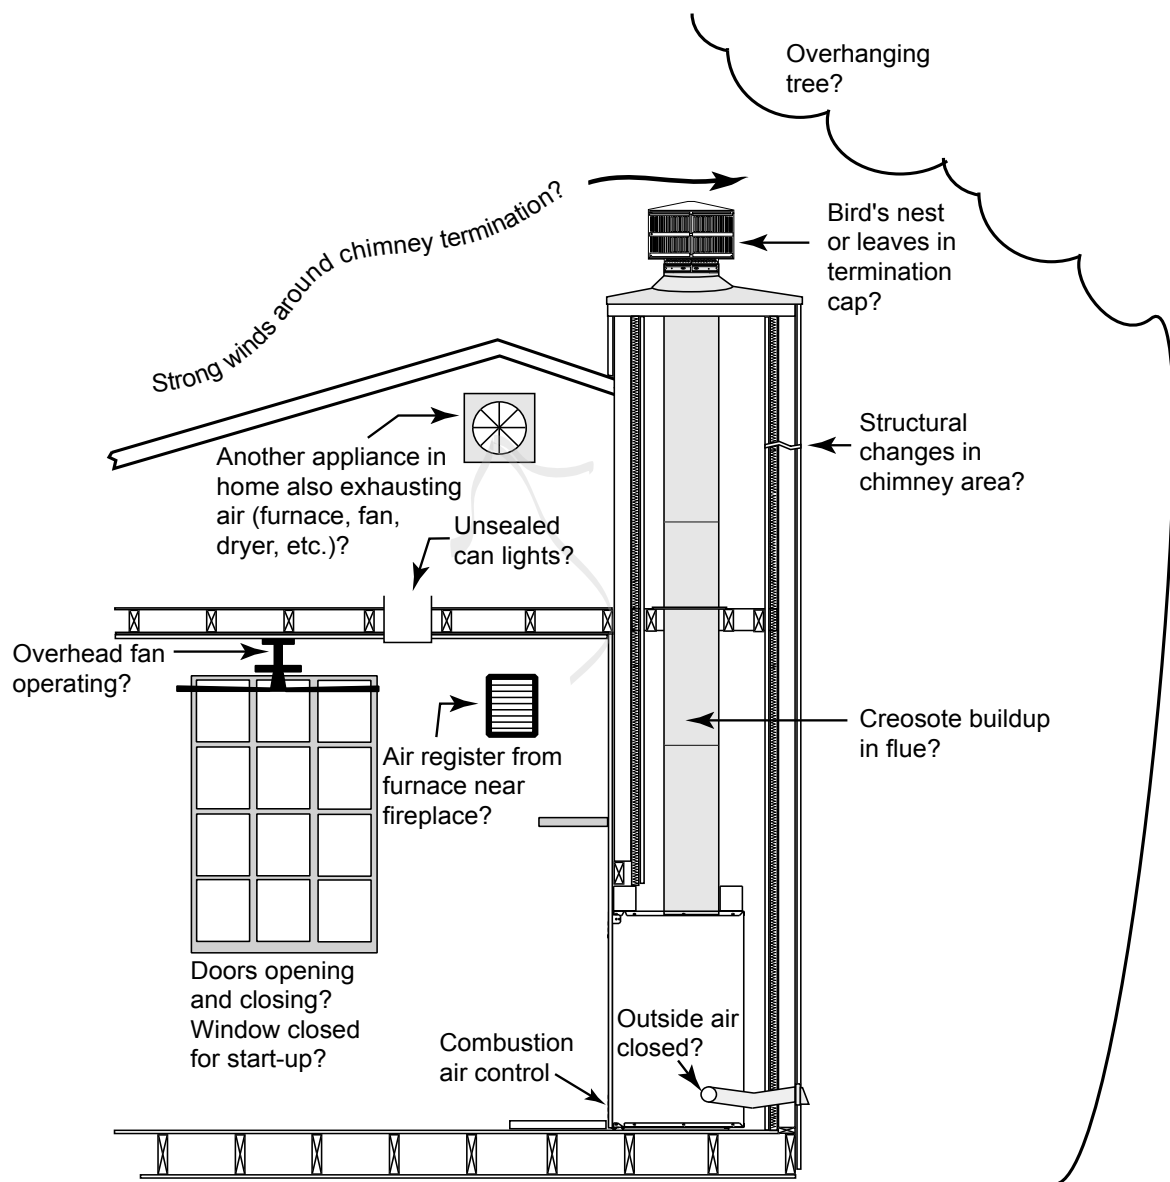 Overhanging
tree?
Strong winds around chimney termination?
Bird's nest
or leaves in
termination
cap?
Structural
changes in
chimney area?
Another appliance in
home also exhausting
air (furnace, fan,
dryer, etc.)?
Unsealed
can lights?
Overhead fan
operating?
Air register from
furnace near
fireplace?
Creosote buildup
in flue?
Doors opening
and closing?
Window closed
for start-up?
Combustion
air control
Outside air
closed?